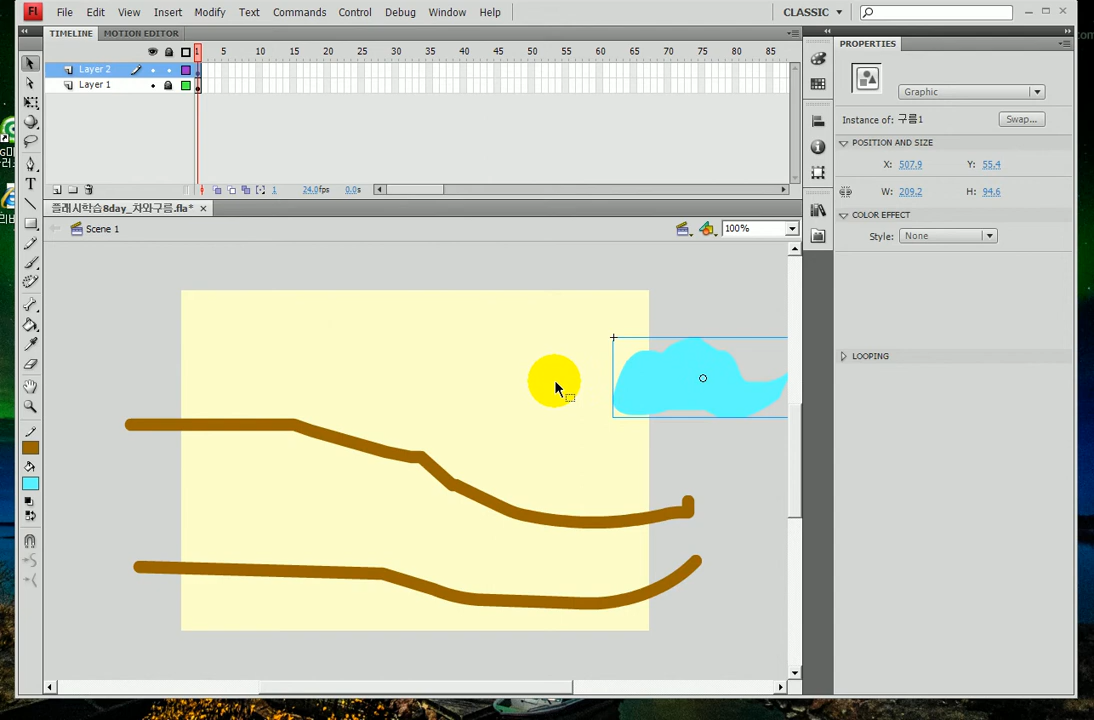 Fl File Edit View Insert Modify Text Commands Control Debug Window Help CLASSIC
TIMELINE MOTION EDITOR PROPERTIES
1 5 10 15 20 25 30 35 40 45 50 55 60 65 70 75 80 85
Layer 2
Layer 1
Graphic
Instance of: 구름1 Swap...
POSITION AND SIZE
X: 507.9 Y: 55.4
W: 209.2 H: 94.6
1 24.0fps 0.0s
플래시학습8day_차와구름.fla*
COLOR EFFECT
Scene 1 100%
Style: None
LOOPING
T